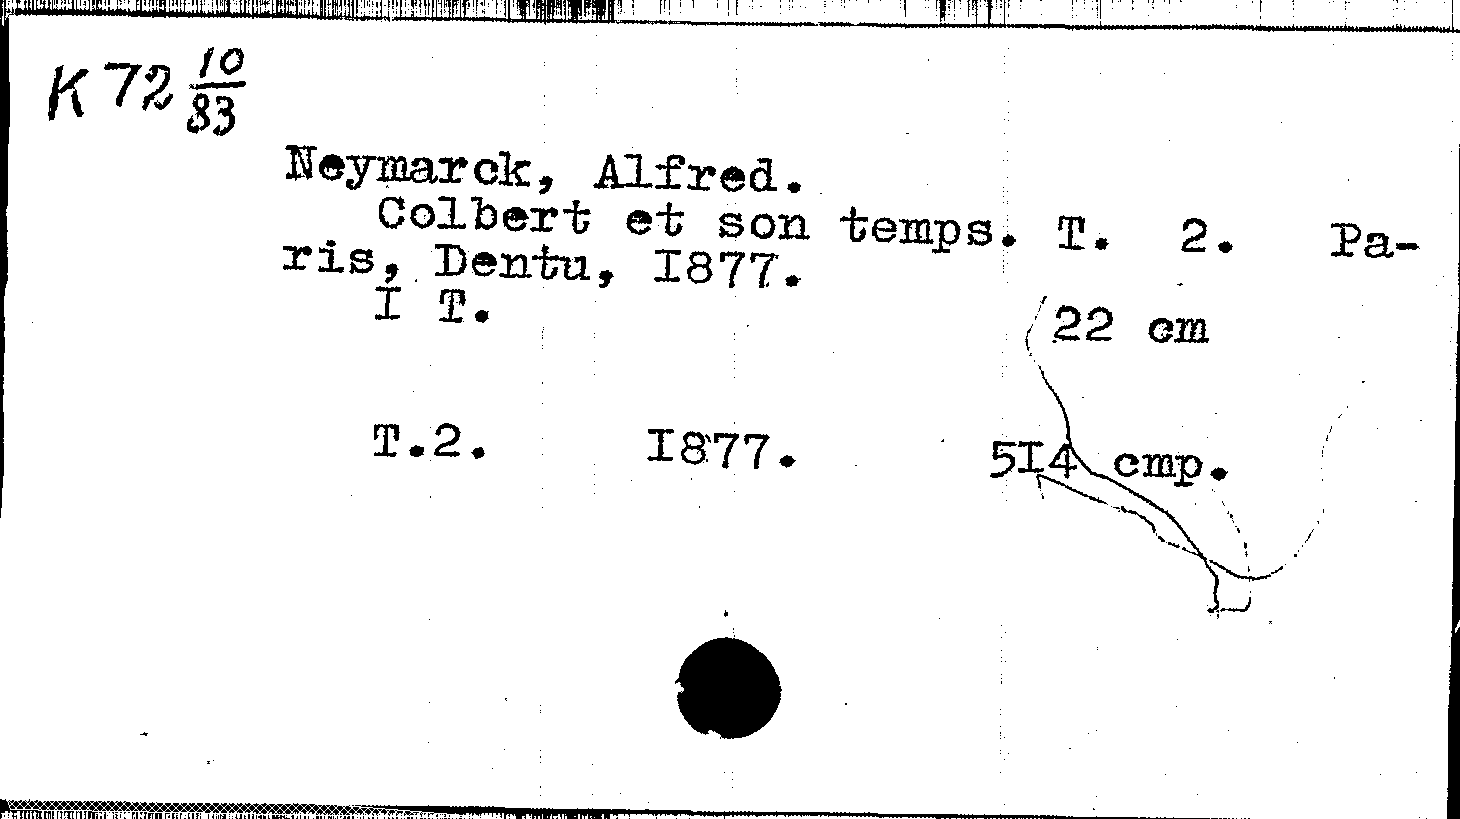 K 72 10/83
Neymarck, Alfred.
Colbert et son temps. T. 2. Pa-
ris, Dentu, I877.
I T.
22 cm
T.2. I877. 5I4 cmp.